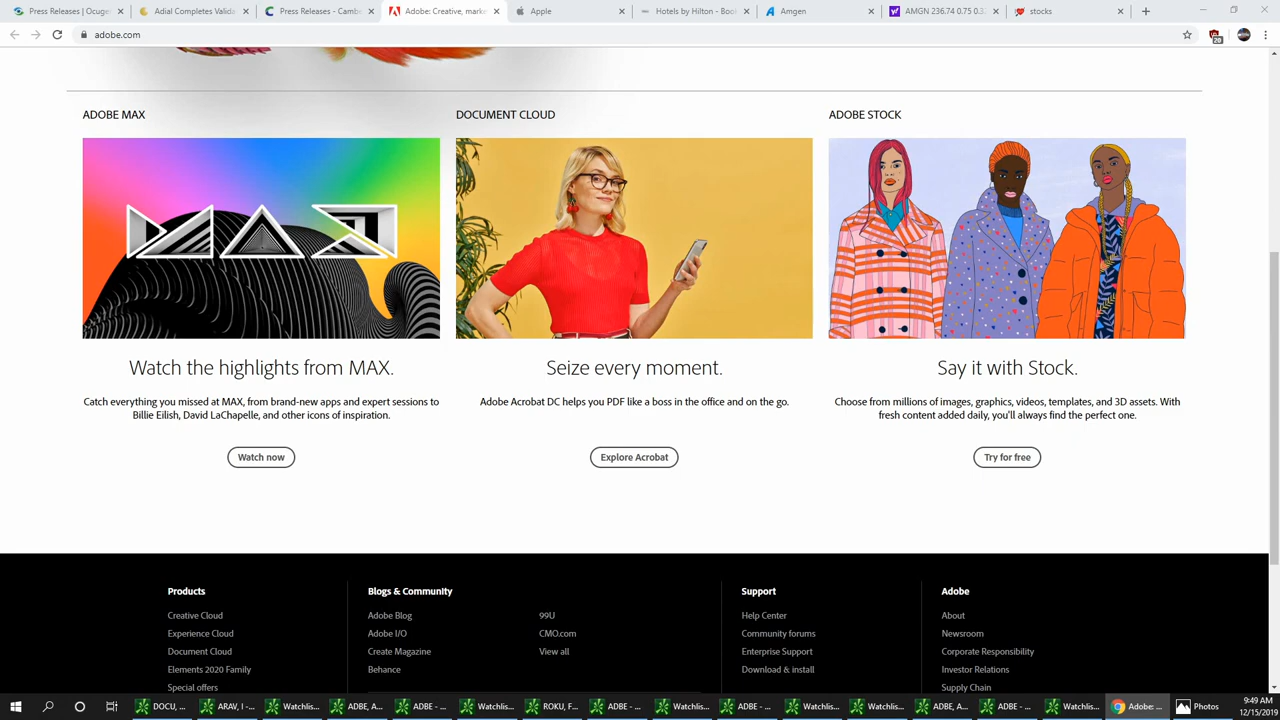 Press Releases | Ocugen
Adial Completes Validat
Press Releases - Green
Adobe: Creative, marke
Apple
Hotels by Hilton - Book
Amgen
AMGN 236.74 0.75 0.32
stocks
adobe.com
20
ADOBE MAX
DOCUMENT CLOUD
ADOBE STOCK
MAX
Watch the highlights from MAX.
Seize every moment.
Say it with Stock.
Catch everything you missed at MAX, from brand-new apps and expert sessions to
Billie Eilish, David LaChapelle, and other icons of inspiration.
Adobe Acrobat DC helps you PDF like a boss in the office and on the go.
Choose from millions of images, graphics, videos, templates, and 3D assets. With
fresh content added daily, you'll always find the perfect one.
Watch now
Explore Acrobat
Try for free
Products
Creative Cloud
Experience Cloud
Document Cloud
Elements 2020 Family
Special offers
Blogs & Community
Adobe Blog
Adobe I/O
Create Magazine
Behance
99U
CMO.com
View all
Support
Help Center
Community forums
Enterprise Support
Download & install
Adobe
About
Newsroom
Corporate Responsibility
Investor Relations
Supply Chain
DOCU, ...
ARAV, I -...
Watchlis...
ADBE, A...
ADBE - ...
Watchlis...
ROKU, F...
ADBE - ...
Watchlis...
ADBE - ...
Watchlis...
ADBE - ...
ADBE, A...
ADBE - ...
Watchlis...
Adobe: ...
Photos
9:49 AM
12/15/2019